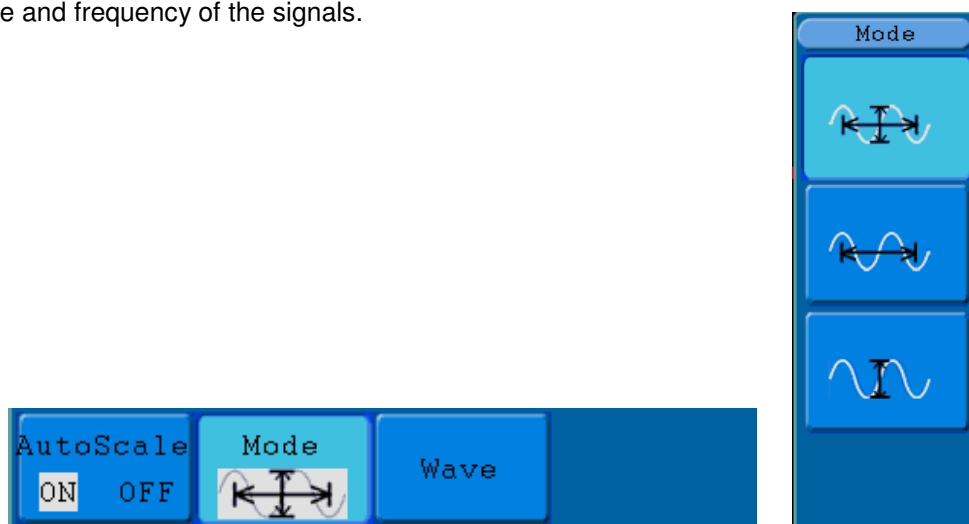 e and frequency of the signals.
Mode
AutoScale
ON OFF
Mode
Wave